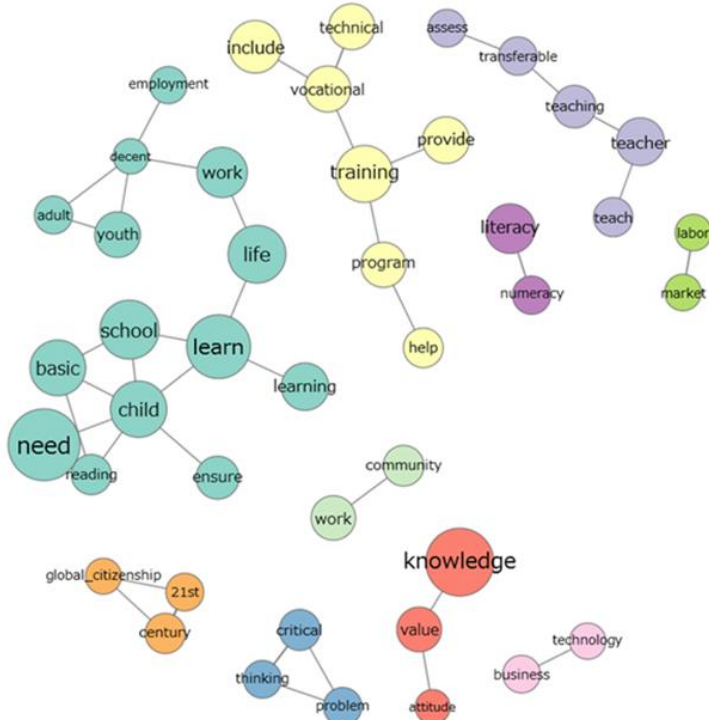 technical
include
vocational
assess
transferable
employment
teaching
provide
teacher
decent
work
training
adult
youth
teach
literacy
labor
life
program
numeracy
market
school
learn
help
basic
learning
child
need
reading
ensure
community
work
knowledge
global_citizenship
21st
century
critical
value
technology
thinking
business
problem
attitude